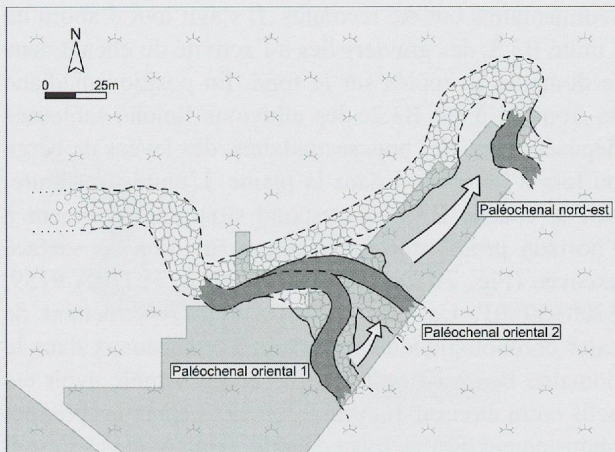 N
0 25m
Paléochenal nord-est
Paléochenal oriental 2
Paléochenal oriental 1